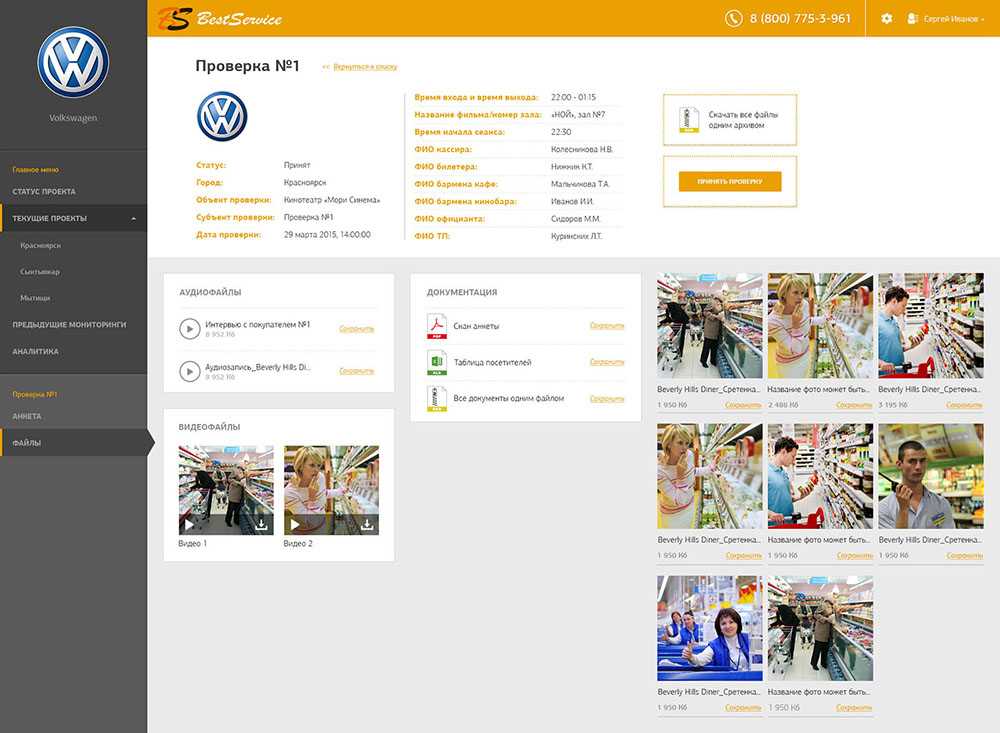 BestService
8 (800) 775-3-961
Сергей Иванов
Volkswagen
Главное меню
СТАТУС ПРОЕКТА
ТЕКУЩИЕ ПРОЕКТЫ
Красноярск
Сыктывкар
Мытищи
ПРЕДЫДУЩИЕ МОНИТОРИНГИ
АНАЛИТИКА
Проверка №1
АНКЕТА
ФАЙЛЫ
Проверка №1
<< Вернуться к списку
Статус: Принят
Город: Красноярск
Объект проверки: Кинотеатр «Мори Синема»
Субъект проверки: Проверка №1
Дата проверки: 29 марта 2015, 14:00:00
Время входа и время выхода: 22:00 - 01:15
Название фильма/номер зала: «НОЙ», зал №7
Время начала сеанса: 22:30
ФИО кассира: Колесникова Н.В.
ФИО билетера: Нижник К.Т.
ФИО бармена кафе: Мальчикова Т.А.
ФИО бармена кинобара: Иванов И.И.
ФИО официанта: Сидоров М.М.
ФИО ТП: Куринских Л.Т.
Скачать все файлы
одним архивом
ПРИНЯТЬ ПРОВЕРКУ
АУДИОФАЙЛЫ
Интервью с покупателем №1
8 952 Кб
Сохранить
Аудиозапись_Beverly Hills Di...
8 952 Кб
Сохранить
ВИДЕОФАЙЛЫ
Видео 1
Видео 2
ДОКУМЕНТАЦИЯ
PDF
Скан анкеты
Сохранить
XLS
Таблица посетителей
Сохранить
Все документы одним файлом
Сохранить
Beverly Hills Diner_Сретенка...
1 950 Кб Сохранить
Название фото может быть...
2 486 Кб Сохранить
Beverly Hills Diner_Сретенка...
3 195 Кб Сохранить
Beverly Hills Diner_Сретенка...
1 950 Кб Сохранить
Название фото может быть...
1 950 Кб Сохранить
Beverly Hills Diner_Сретенка...
1 950 Кб Сохранить
Beverly Hills Diner_Сретенка...
1 950 Кб Сохранить
Название фото может быть...
1 950 Кб Сохранить